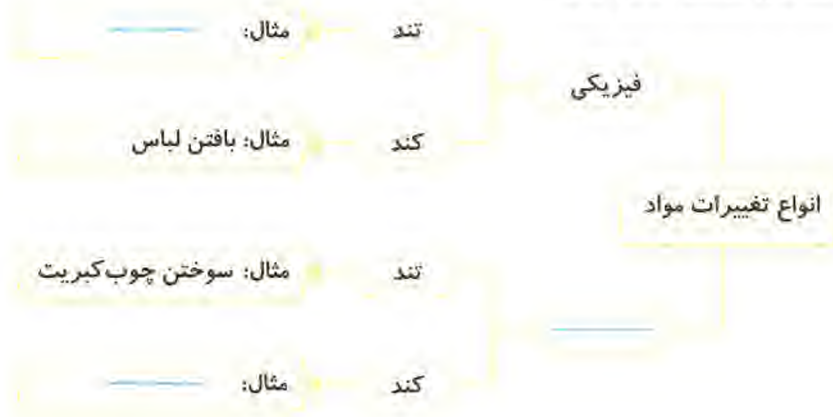 انواع تغییرات مواد
فیزیکی
تند
مثال:
کند
مثال: بافتن لباس
تند
مثال: سوختن چوب‌کبریت
کند
مثال: